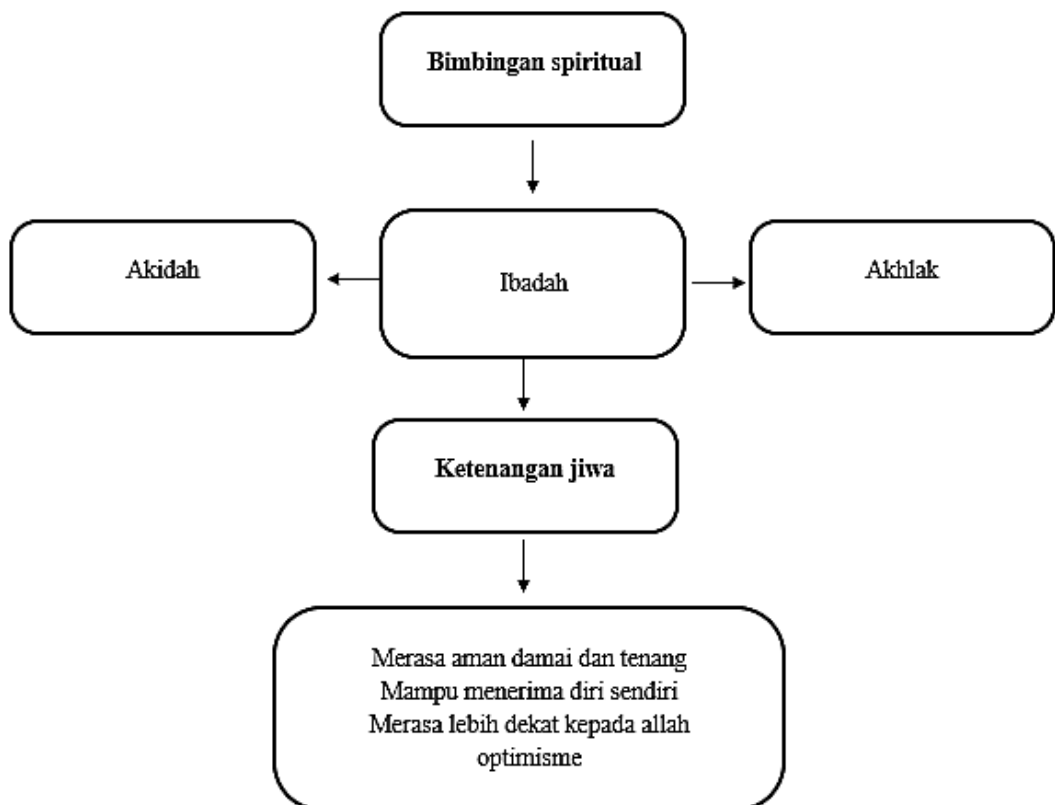 Bimbingan spiritual
Akidah
Ibadah
Akhlak
Ketenangan jiwa
Merasa aman damai dan tenang
Mampu menerima diri sendiri
Merasa lebih dekat kepada allah
optimisme